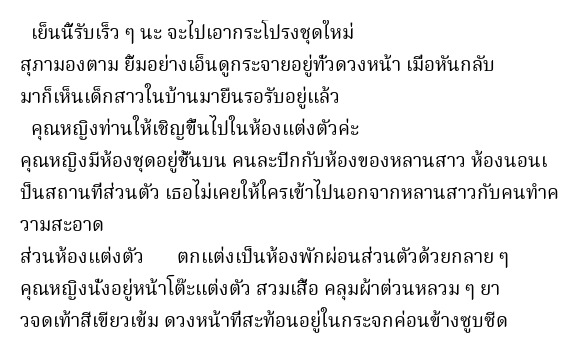 เย็นนี้รับเร็ว ๆ นะ จะไปเอากระโปรงชุดใหม่
สุภามองตาม ยิ้มอย่างเอ็นดูกระจายอยู่ทั่วดวงหน้า เมื่อหันกลับ
มาก็เห็นเด็กสาวในบ้านมายืนรอรับอยู่แล้ว
คุณหญิงท่านให้เชิญขึ้นไปในห้องแต่งตัวค่ะ
คุณหญิงมีห้องชุดอยู่ชั้นบน คนละปีกกับห้องของหลานสาว ห้องนอนเ
ป็นสถานที่ส่วนตัว เธอไม่เคยให้ใครเข้าไปนอกจากหลานสาวกับคนทำค
วามสะอาด
ส่วนห้องแต่งตัว ตกแต่งเป็นห้องพักผ่อนส่วนตัวด้วยกลาย ๆ
คุณหญิงนั่งอยู่หน้าโต๊ะแต่งตัว สวมเสื้อ คลุมผ้าต่วนหลวม ๆ ยา
วจดเท้าสีเขียวเข้ม ดวงหน้าที่สะท้อนอยู่ในกระจกค่อนข้างซูบซีด